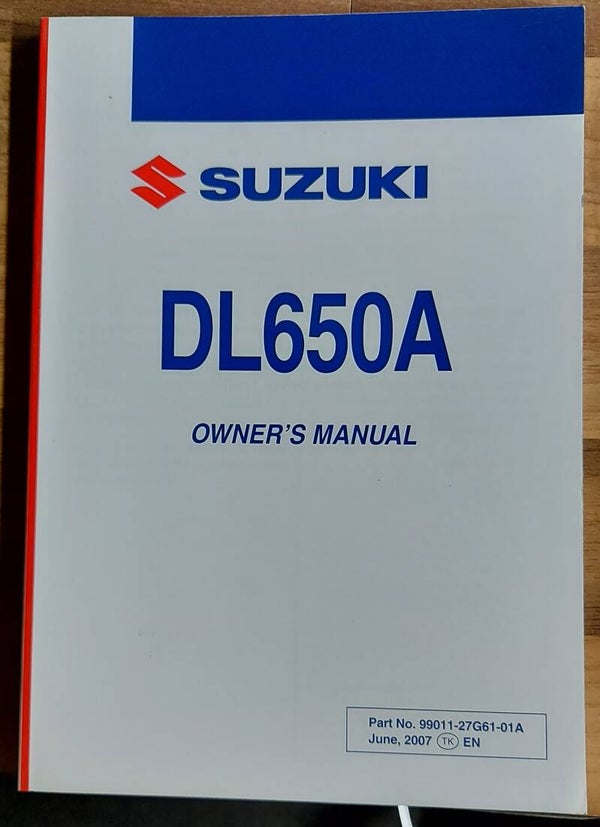 SUZUKI
DL650A
OWNER'S MANUAL
Part No. 99011-27G61-01A
June, 2007 TK EN